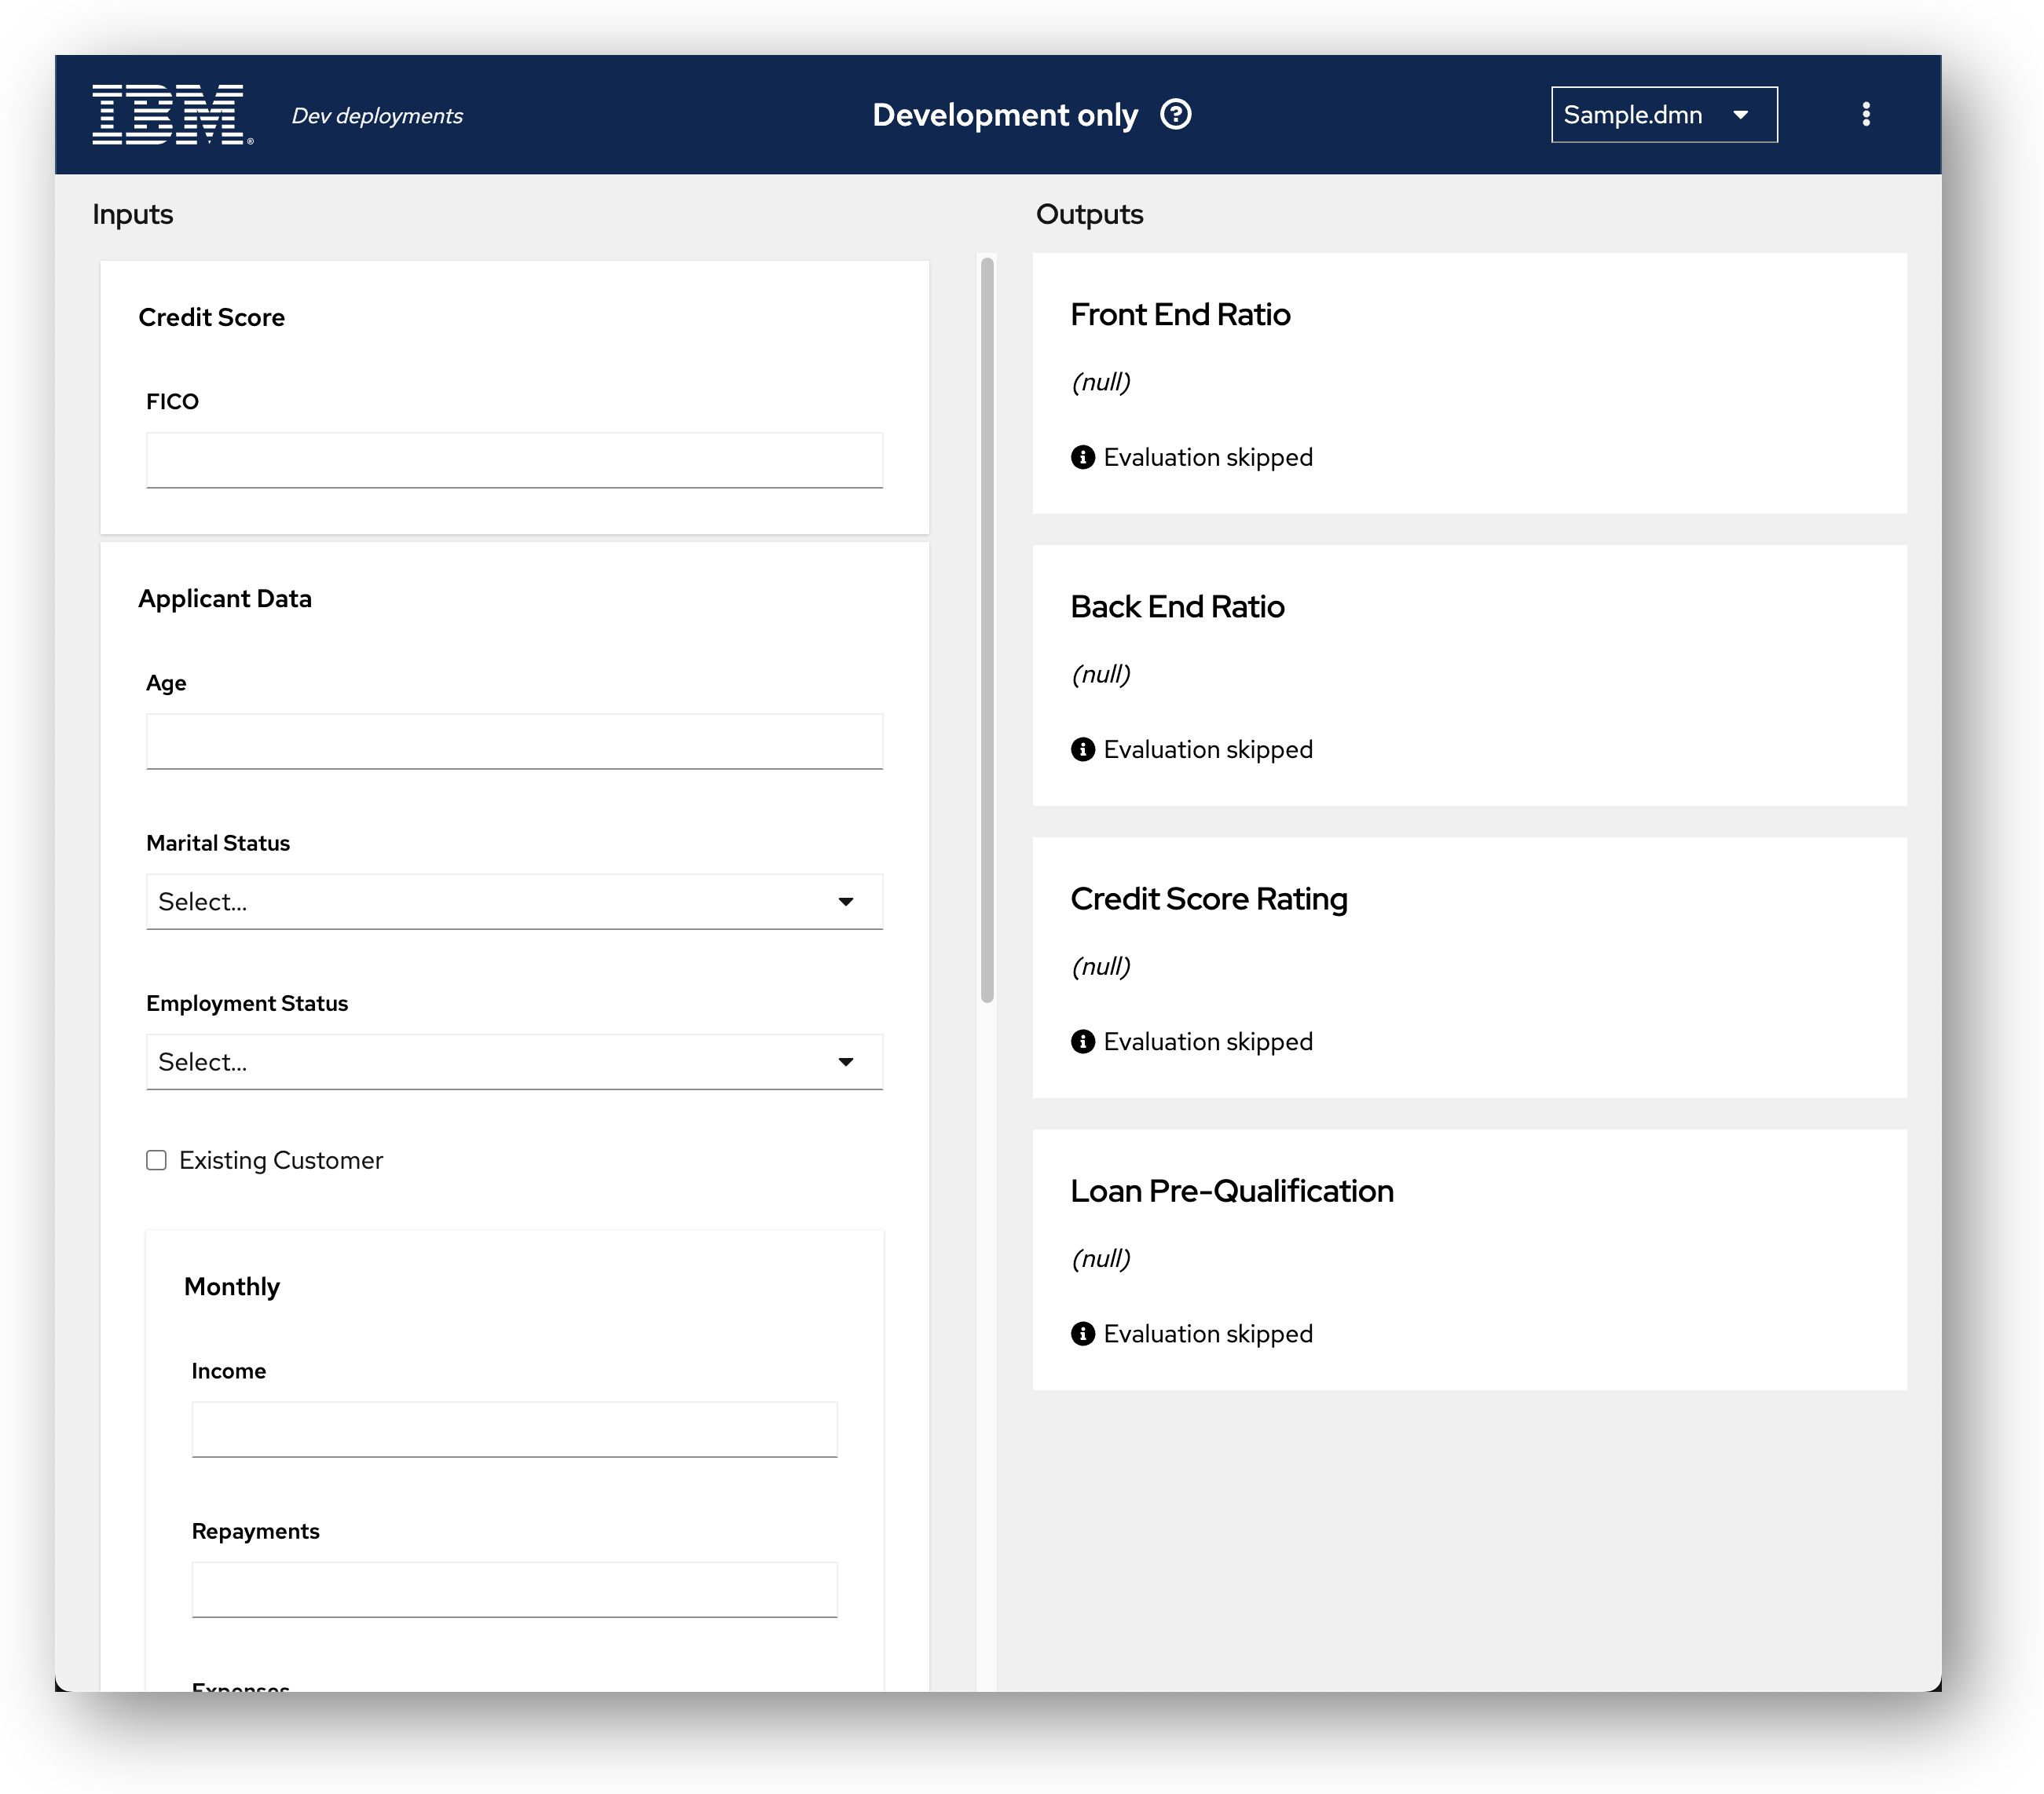 IBM®
Dev deployments
Development only
Sample.dmn
Inputs
Credit Score
FICO
Applicant Data
Age
Marital Status
Select...
Employment Status
Select...
Existing Customer
Monthly
Income
Repayments
Expenses
Outputs
Front End Ratio
(null)
Evaluation skipped
Back End Ratio
(null)
Evaluation skipped
Credit Score Rating
(null)
Evaluation skipped
Loan Pre-Qualification
(null)
Evaluation skipped